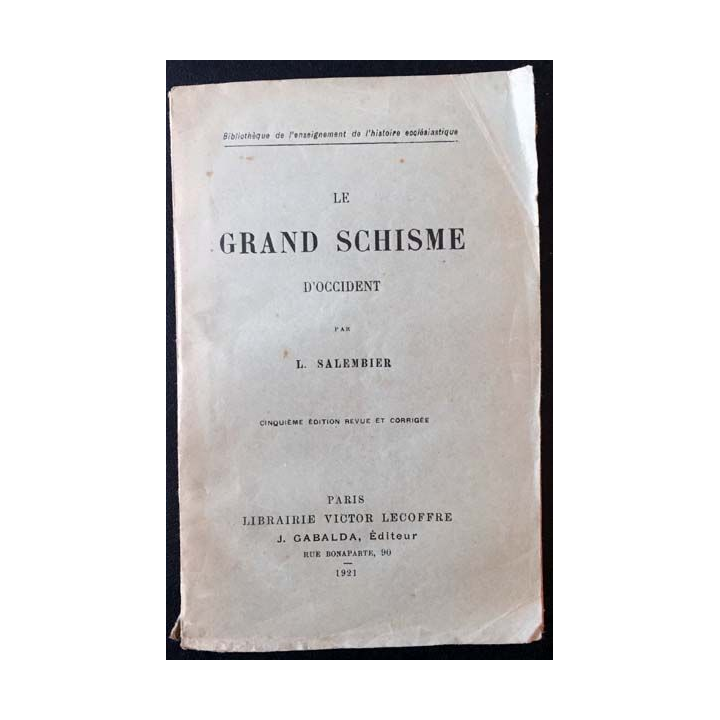 Bibliothèque de l'enseignement de l'histoire ecclésiastique
LE
GRAND SCHISME
D'OCCIDENT
PAR
L. SALEMBIER
CINQUIÈME ÉDITION REVUE ET CORRIGÉE
PARIS
LIBRAIRIE VICTOR LECOFFRE
J. GABALDA, Éditeur
RUE BONAPARTE, 90
1921